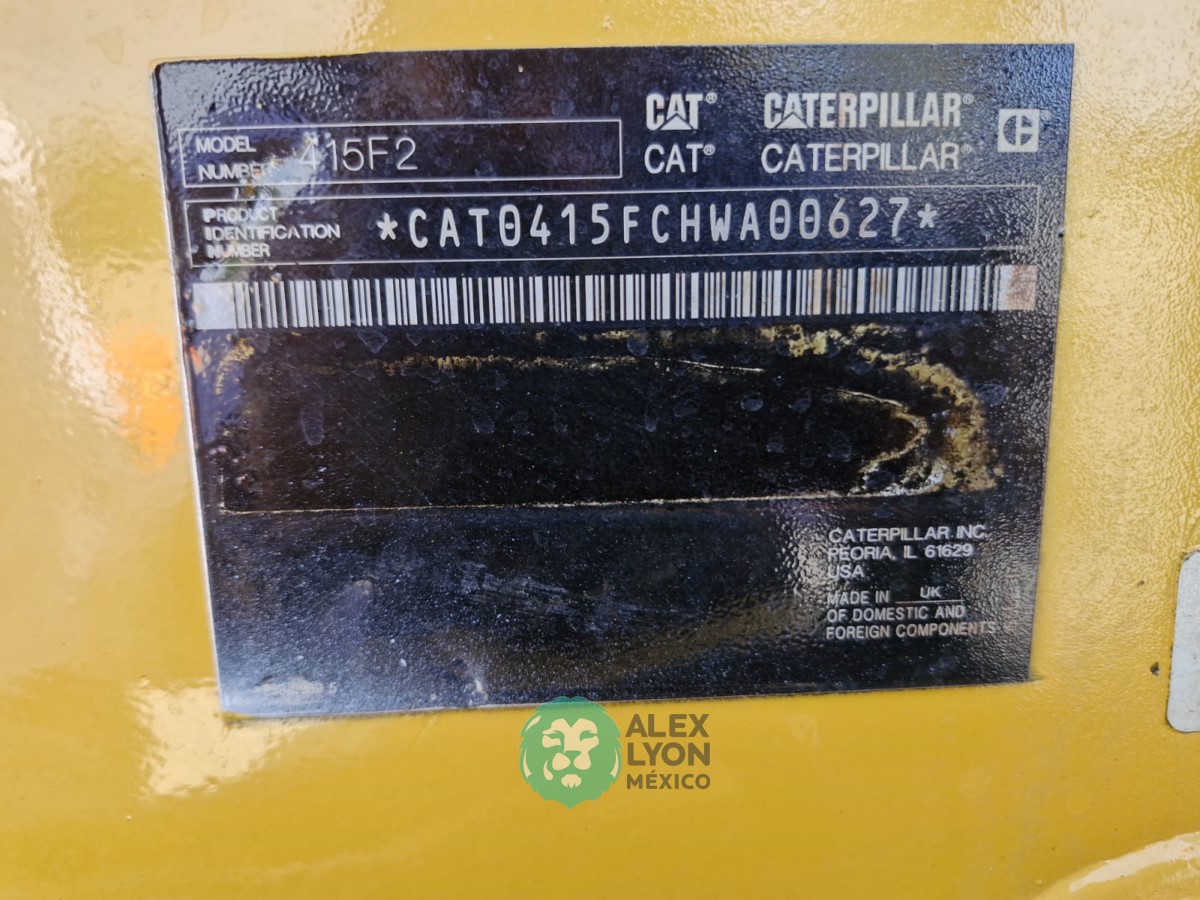 CAT® CATERPILLAR®
CAT® CATERPILLAR®
MODEL
NUMBER 415F2
PRODUCT
IDENTIFICATION
NUMBER
*CAT0415FCHWA00627*
CATERPILLAR INC.
PEORIA, IL 61629
USA
MADE IN UK
OF DOMESTIC AND
FOREIGN COMPONENTS
ALEX
LYON
MÉXICO